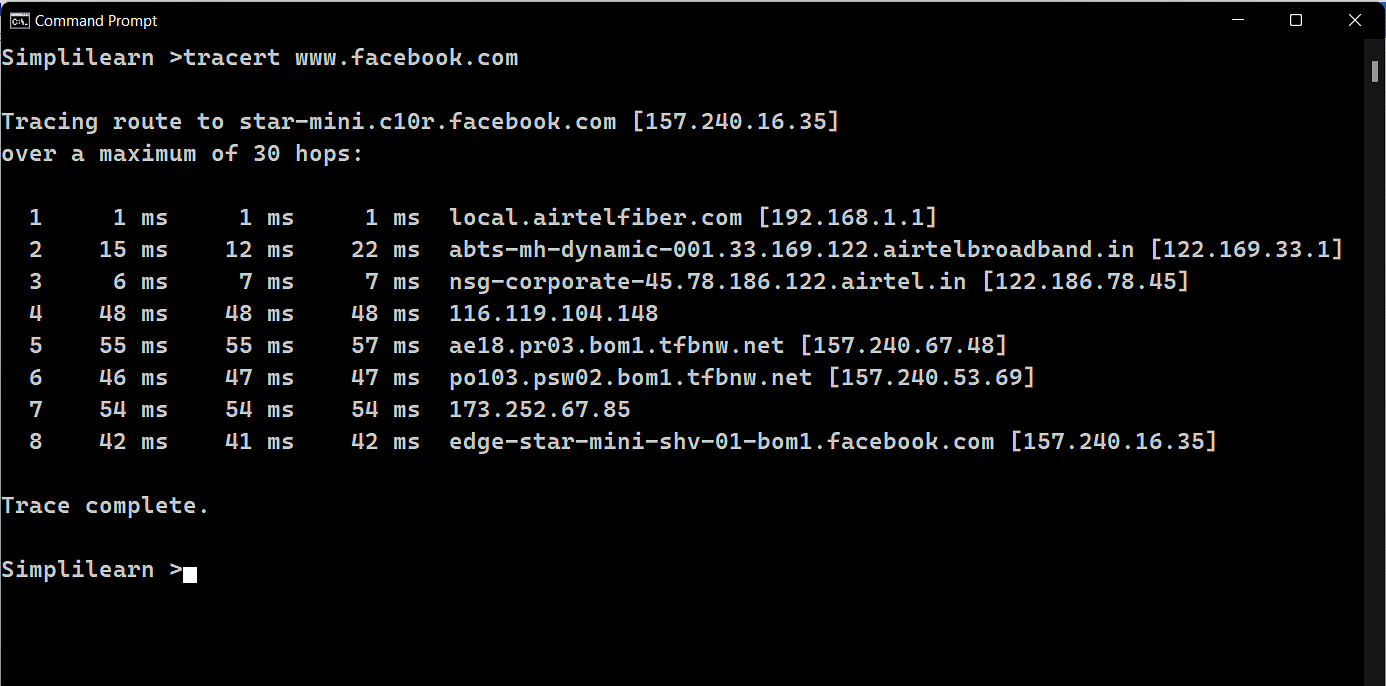 Command Prompt
Simplilearn >tracert www.facebook.com
Tracing route to star-mini.c10r.facebook.com [157.240.16.35]
over a maximum of 30 hops:
1 1 ms 1 ms 1 ms local.airtelfiber.com [192.168.1.1]
2 15 ms 12 ms 22 ms abts-mh-dynamic-001.33.169.122.airtelbroadband.in [122.169.33.1]
3 6 ms 7 ms 7 ms nsg-corporate-45.78.186.122.airtel.in [122.186.78.45]
4 48 ms 48 ms 48 ms 116.119.104.148
5 55 ms 55 ms 57 ms ae18.pr03.bom1.tfbnw.net [157.240.67.48]
6 46 ms 47 ms 47 ms po103.psw02.bom1.tfbnw.net [157.240.53.69]
7 54 ms 54 ms 54 ms 173.252.67.85
8 42 ms 41 ms 42 ms edge-star-mini-shv-01-bom1.facebook.com [157.240.16.35]
Trace complete.
Simplilearn >